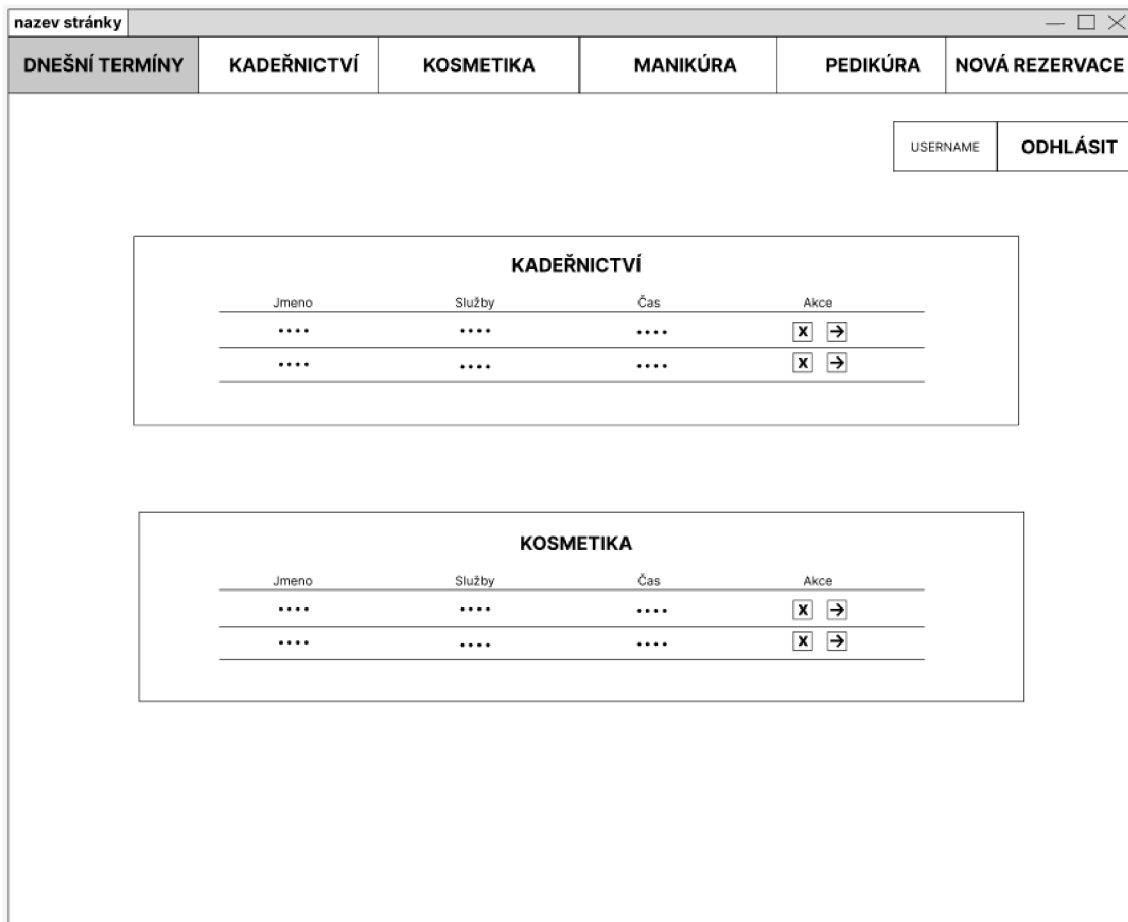 nazev stránky
DNEŠNÍ TERMÍNY KADEŘNICTVÍ KOSMETIKA MANIKÚRA PEDIKÚRA NOVÁ REZERVACE
USERNAME ODHLÁSIT
KADEŘNICTVÍ
Jmeno Služby Čas Akce
•••• •••• •••• X →
•••• •••• •••• X →
KOSMETIKA
Jmeno Služby Čas Akce
•••• •••• •••• X →
•••• •••• •••• X →